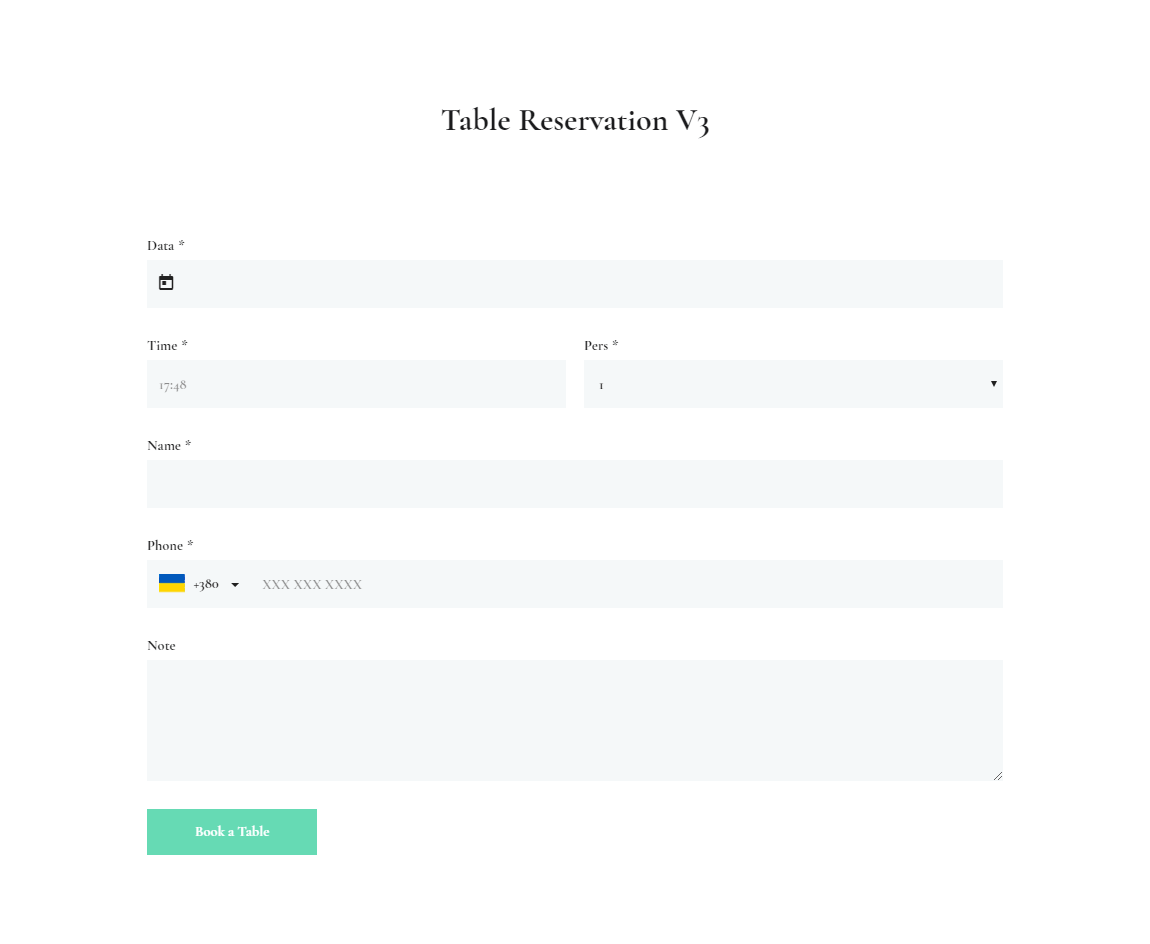 Table Reservation V3
Data *
Time * Pers *
17:48 1
Name *
Phone *
+380 XXX XXX XXXX
Note
Book a Table